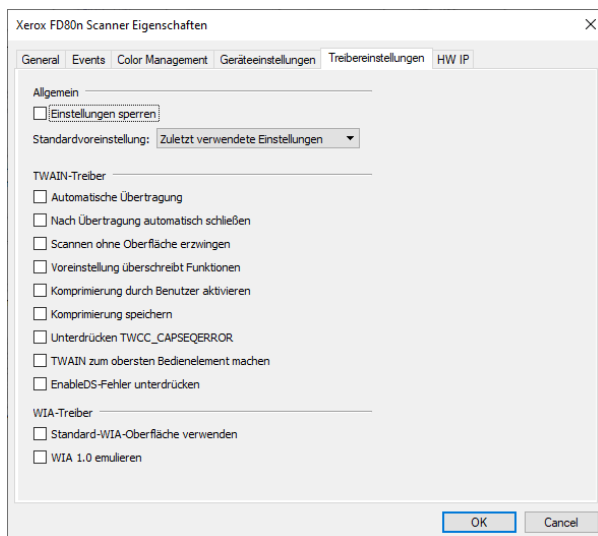 Xerox FD80n Scanner Eigenschaften
General Events Color Management Geräteeinstellungen Treibereinstellungen HW IP
Allgemein
Einstellungen sperren
Standardvoreinstellung: Zuletzt verwendete Einstellungen
TWAIN-Treiber
Automatische Übertragung
Nach Übertragung automatisch schließen
Scannen ohne Oberfläche erzwingen
Voreinstellung überschreibt Funktionen
Komprimierung durch Benutzer aktivieren
Komprimierung speichern
Unterdrücken TWCC_CAPSEQERROR
TWAIN zum obersten Bedienelement machen
EnableDS-Fehler unterdrücken
WIA-Treiber
Standard-WIA-Oberfläche verwenden
WIA 1.0 emulieren
OK Cancel